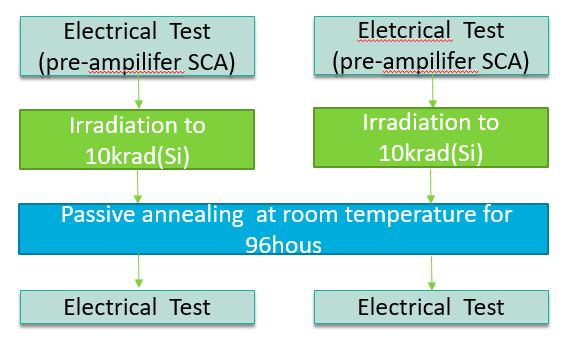 Electrical Test
(pre-ampilifer SCA)
Eletcrical Test
(pre-ampilifer SCA)
Irradiation to
10krad(Si)
Irradiation to
10krad(Si)
Passive annealing at room temperature for
96hous
Electrical Test
Electrical Test